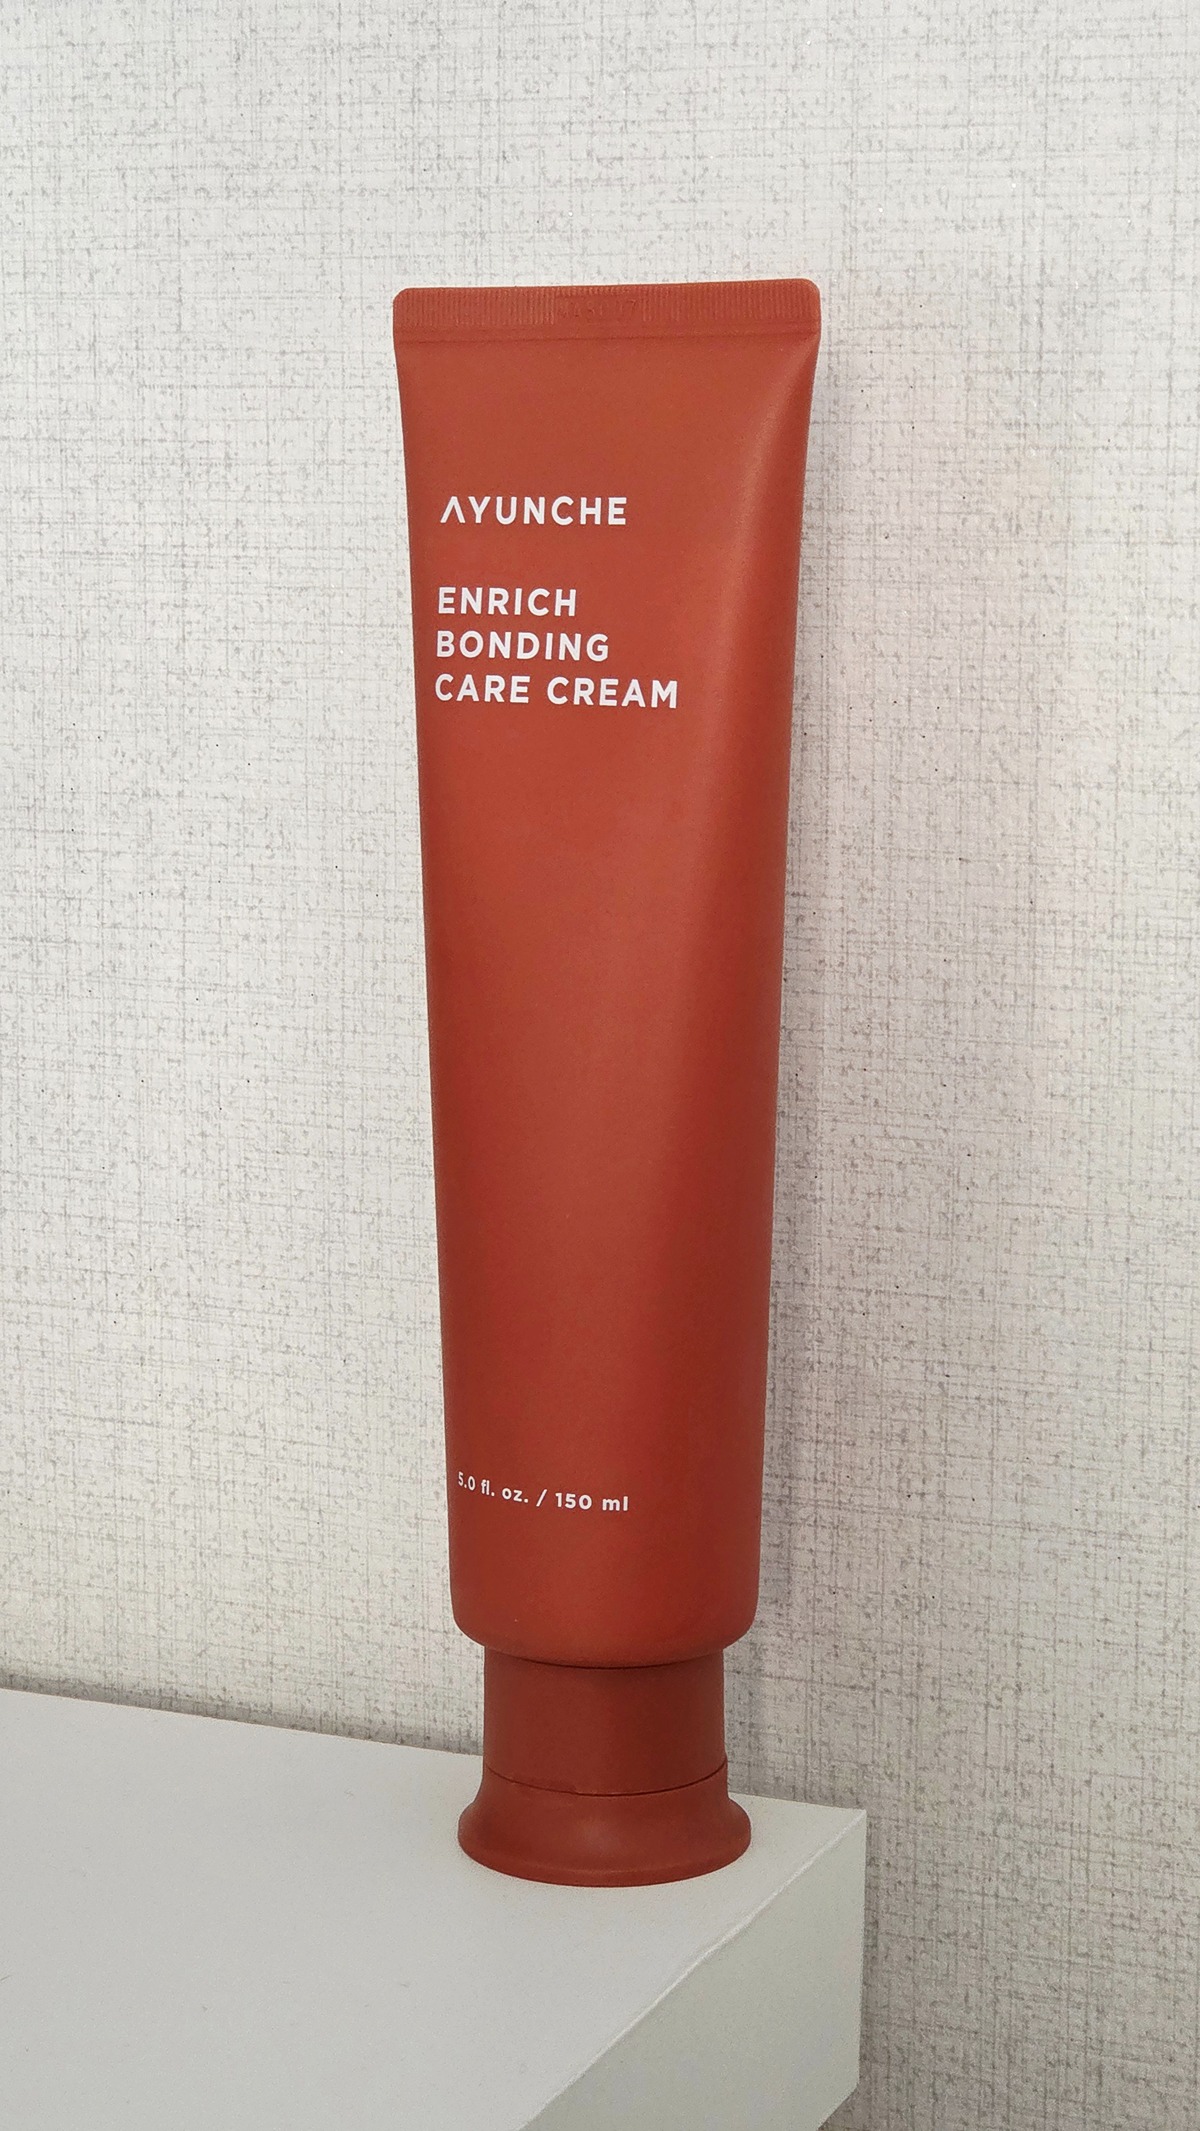 AYUNCHE
ENRICH
BONDING
CARE CREAM
5.0 fl. oz. / 150 ml